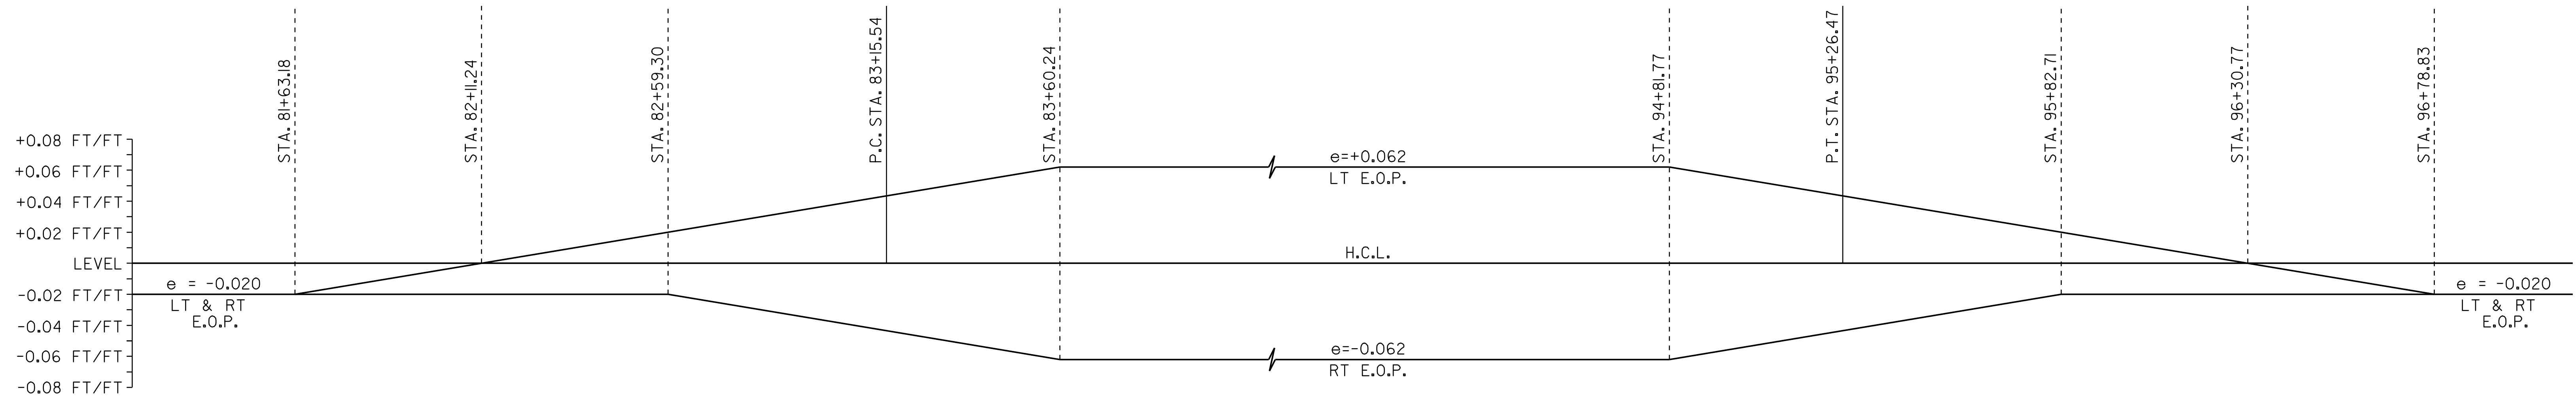 STA. 81+63.18
STA. 82+11.24
STA. 82+59.30
P.C. STA. 83+15.54
STA. 83+60.24
STA. 94+81.77
P.T. STA. 95+26.47
STA. 95+82.71
STA. 96+30.77
STA. 96+78.83
+0.08 FT/FT
+0.06 FT/FT
+0.04 FT/FT
+0.02 FT/FT
LEVEL
-0.02 FT/FT
-0.04 FT/FT
-0.06 FT/FT
-0.08 FT/FT
e = -0.020
LT & RT
E.O.P.
e=+0.062
LT E.O.P.
H.C.L.
e=-0.062
RT E.O.P.
e = -0.020
LT & RT
E.O.P.